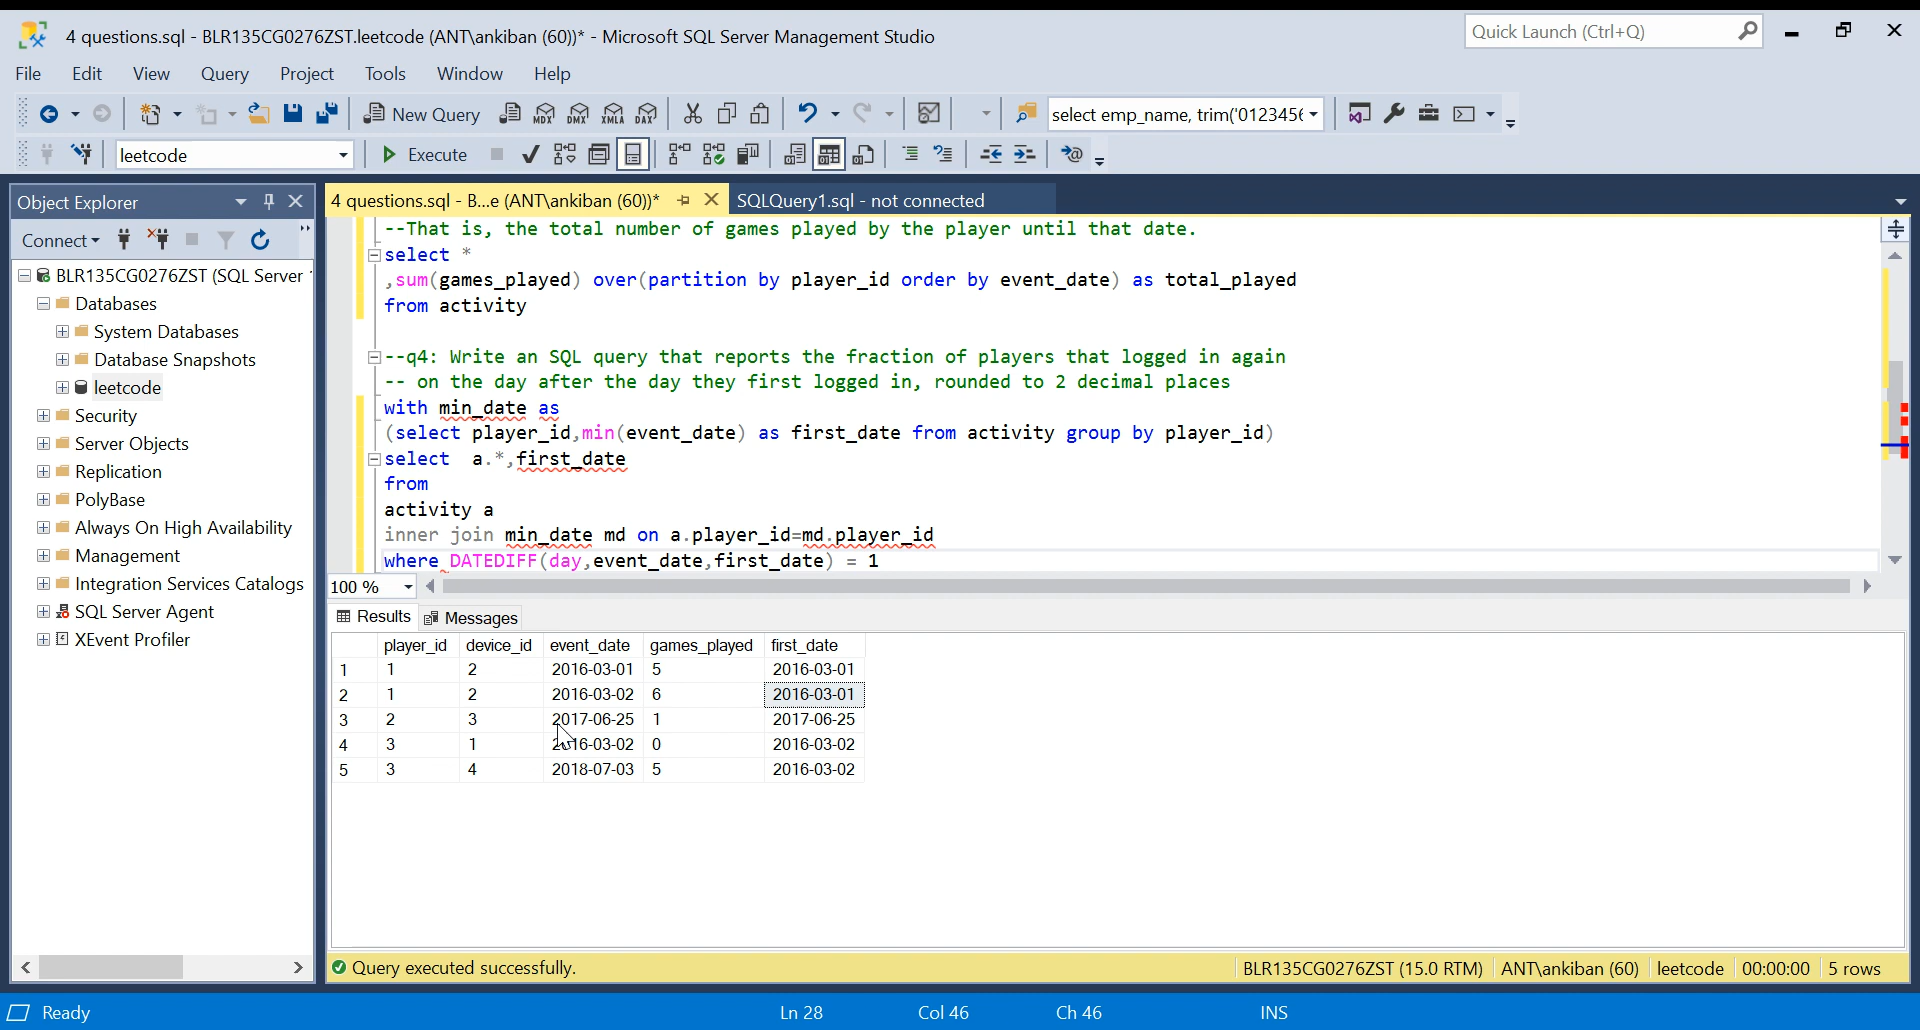 4 questions.sql - BLR135CG0276ZST.leetcode (ANT\ankiban (60))* - Microsoft SQL Server Management Studio
Quick Launch (Ctrl+Q)
File Edit View Query Project Tools Window Help
New Query
MDX DMX XMLA DAX
select emp_name, trim('0123456
leetcode
Execute
Object Explorer
Connect
BLR135CG0276ZST (SQL Server
Databases
System Databases
Database Snapshots
leetcode
Security
Server Objects
Replication
PolyBase
Always On High Availability
Management
Integration Services Catalogs
SQL Server Agent
XEvent Profiler
4 questions.sql - B...e (ANT\ankiban (60))*
SQLQuery1.sql - not connected
--That is, the total number of games played by the player until that date.
select *
,sum(games_played) over(partition by player_id order by event_date) as total_played
from activity
--q4: Write an SQL query that reports the fraction of players that logged in again
-- on the day after the day they first logged in, rounded to 2 decimal places
with min_date as
(select player_id,min(event_date) as first_date from activity group by player_id)
select a.*,first_date
from
activity a
inner join min_date md on a.player_id=md.player_id
where DATEDIFF(day,event_date,first_date) = 1
100 %
Results Messages
player_id device_id event_date games_played first_date
1 1 2 2016-03-01 5 2016-03-01
2 1 2 2016-03-02 6 2016-03-01
3 2 3 2017-06-25 1 2017-06-25
4 3 1 2016-03-02 0 2016-03-02
5 3 4 2018-07-03 5 2016-03-02
Query executed successfully.
BLR135CG0276ZST (15.0 RTM) ANT\ankiban (60) leetcode 00:00:00 5 rows
Ready
Ln 28 Col 46 Ch 46 INS